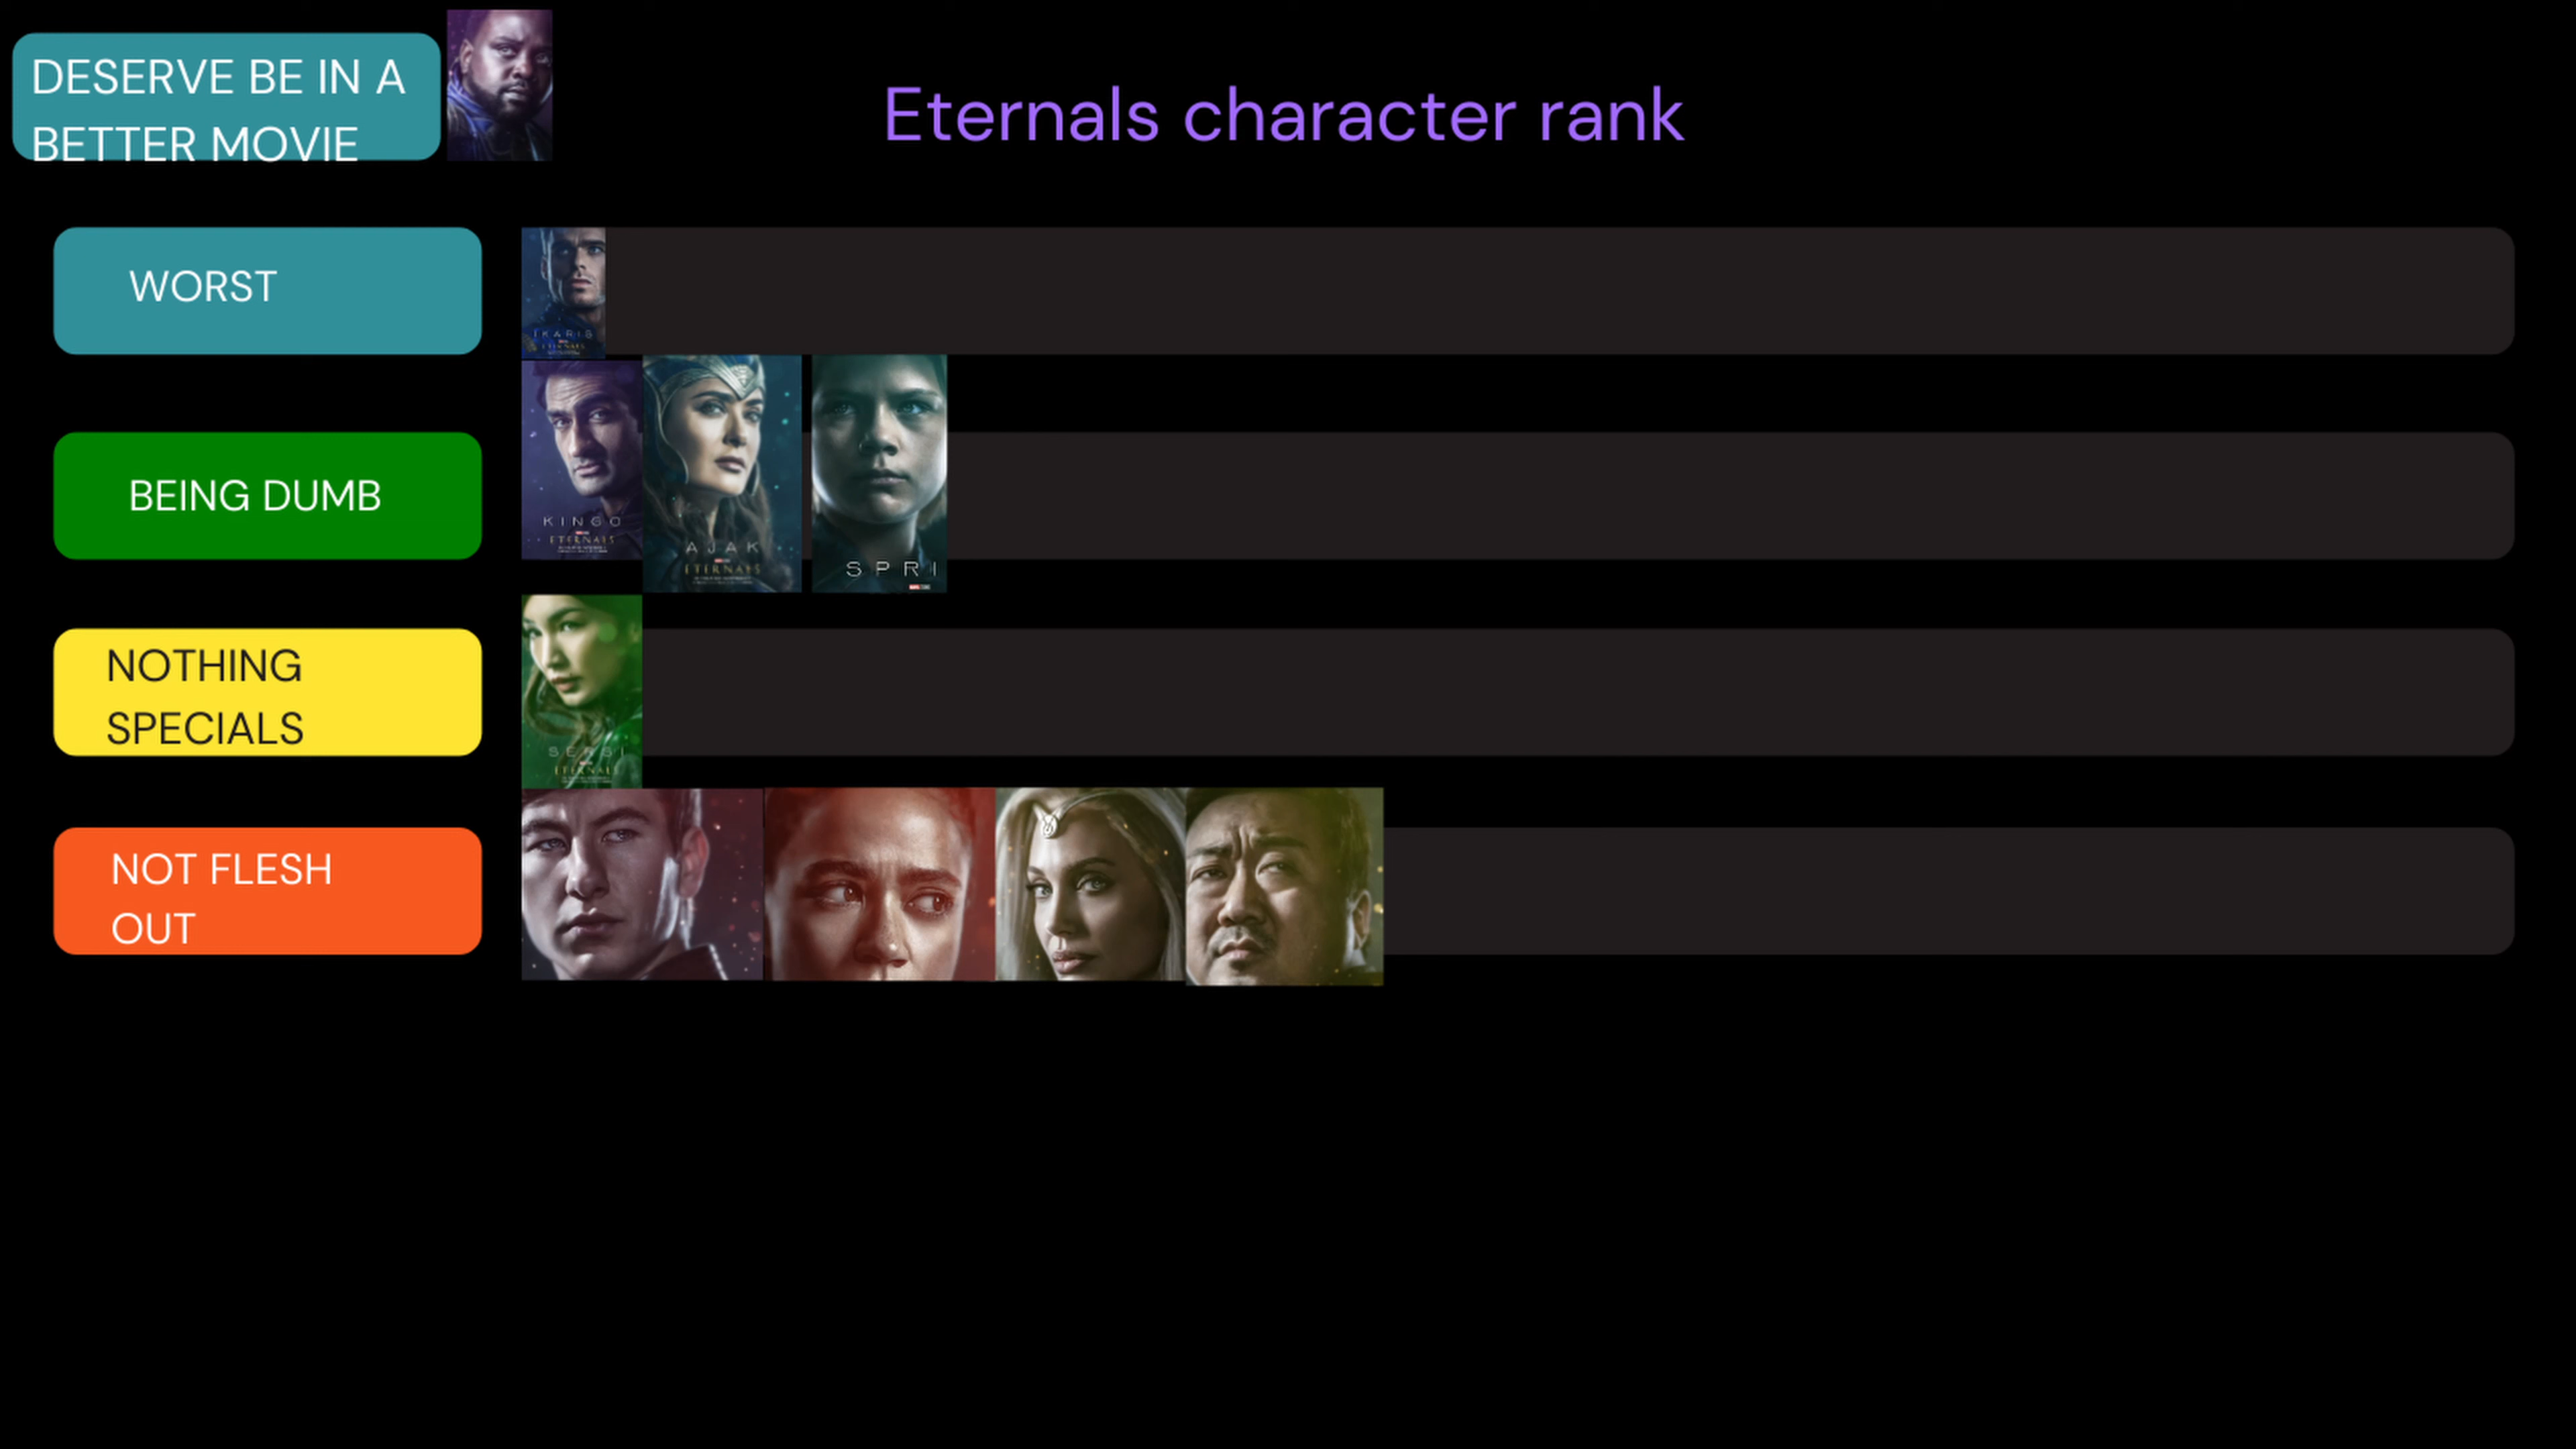 DESERVE BE IN A
BETTER MOVIE
Eternals character rank
WORST
IKARIS
ETERNALS
BEING DUMB
KINGO
ETERNALS
AJAK
ETERNALS
SPRI
NOTHING
SPECIALS
SERSI
ETERNALS
NOT FLESH
OUT